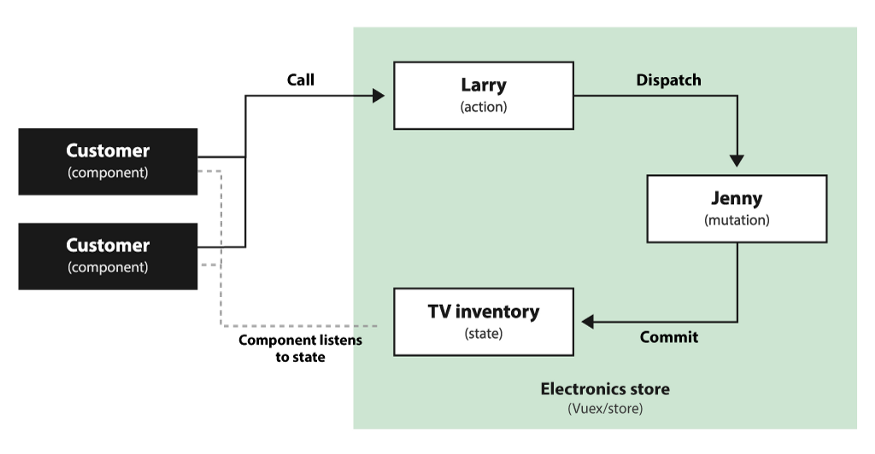 Call
Larry
(action)
Dispatch
Customer
(component)
Jenny
(mutation)
Customer
(component)
TV inventory
(state)
Component listens
to state
Commit
Electronics store
(Vuex/store)